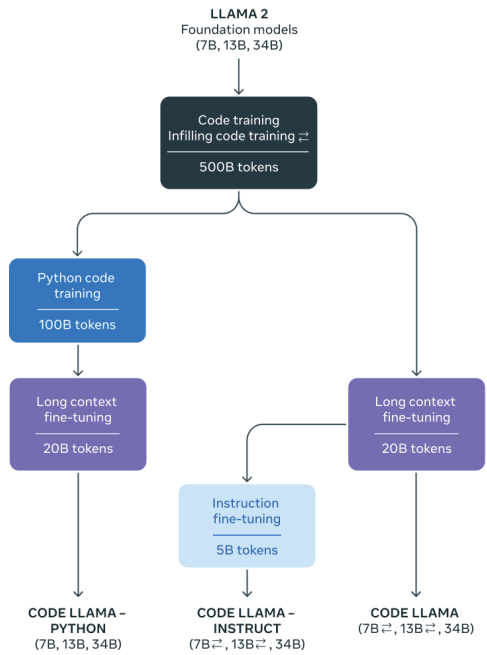 LLAMA 2
Foundation models
(7B, 13B, 34B)
Code training
Infilling code training ⇄
500B tokens
Python code
training
100B tokens
Long context
fine-tuning
20B tokens
Long context
fine-tuning
20B tokens
Instruction
fine-tuning
5B tokens
CODE LLAMA –
PYTHON
(7B, 13B, 34B)
CODE LLAMA –
INSTRUCT
(7B⇄, 13B⇄, 34B)
CODE LLAMA
(7B⇄, 13B⇄, 34B)